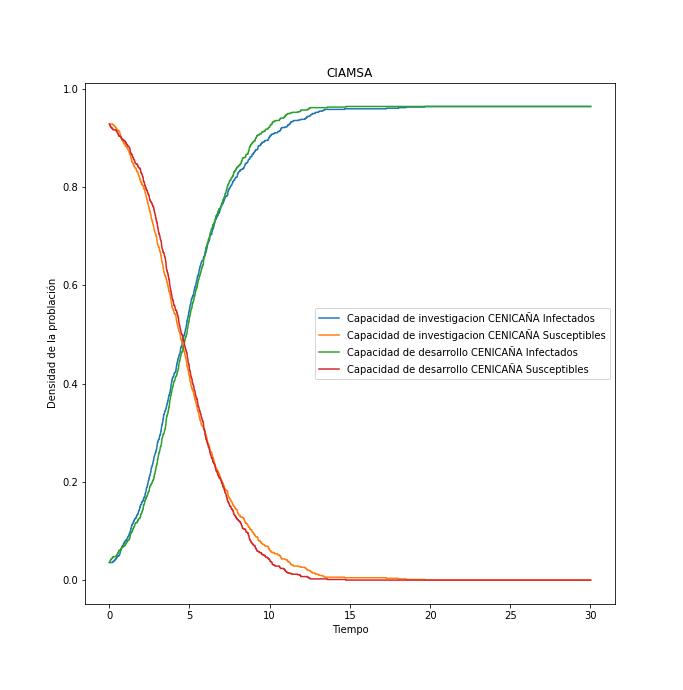 CIAMSA
1.0
0.8
0.6
0.4
0.2
0.0
Densidad de la problación
Capacidad de investigacion CENICAÑA Infectados
Capacidad de investigacion CENICAÑA Susceptibles
Capacidad de desarrollo CENICAÑA Infectados
Capacidad de desarrollo CENICAÑA Susceptibles
0 5 10 15 20 25 30
Tiempo